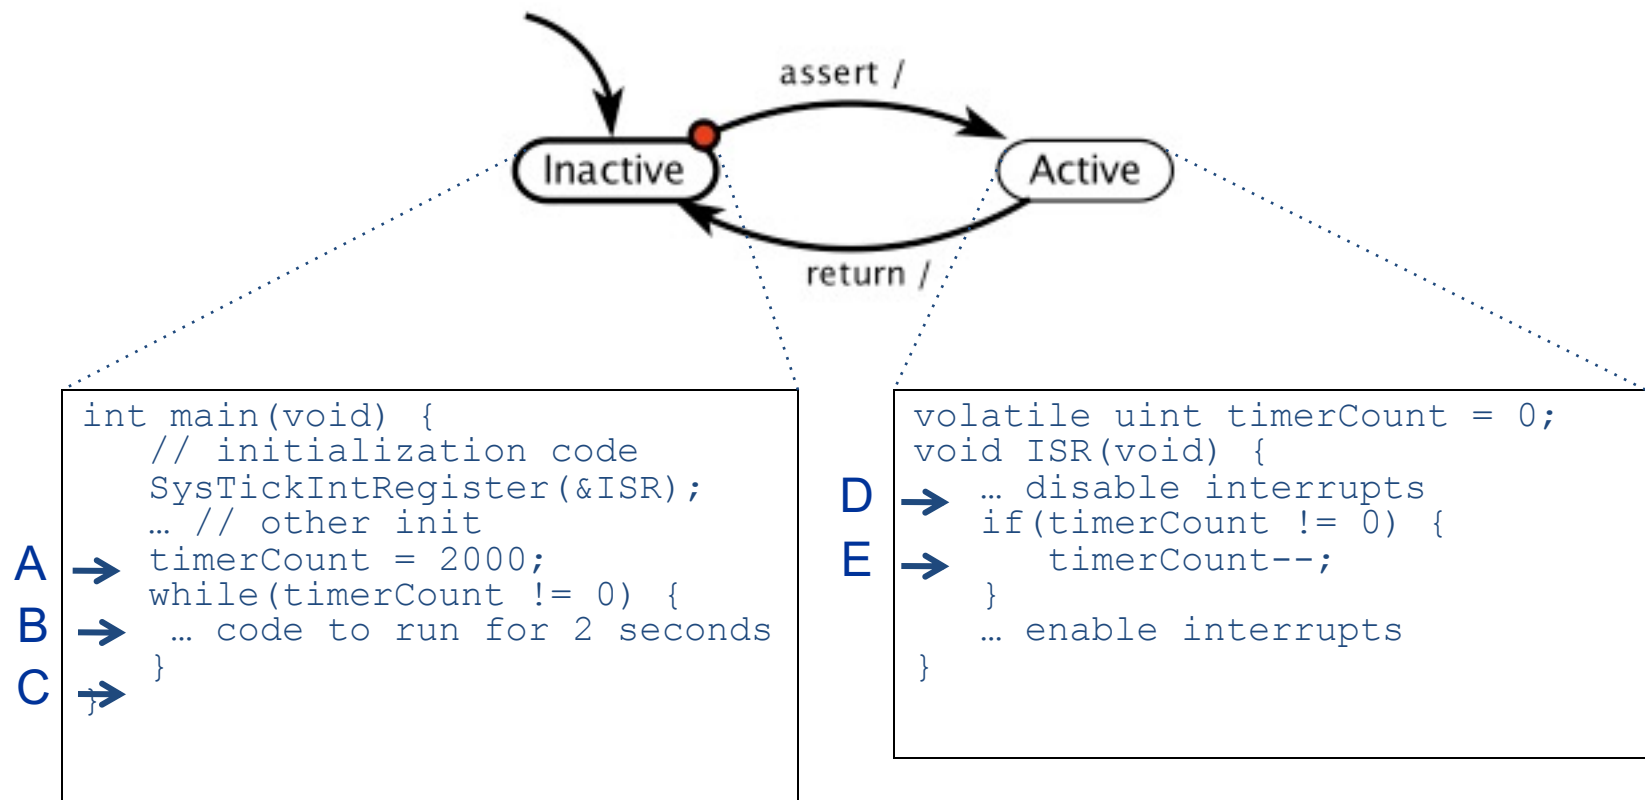 assert /
Inactive
Active
return /
int main(void) {
// initialization code
SysTickIntRegister(&ISR);
… // other init
A timerCount = 2000;
while(timerCount != 0) {
B … code to run for 2 seconds
}
C }
volatile uint timerCount = 0;
void ISR(void) {
D … disable interrupts
if(timerCount != 0) {
E timerCount--;
}
… enable interrupts
}